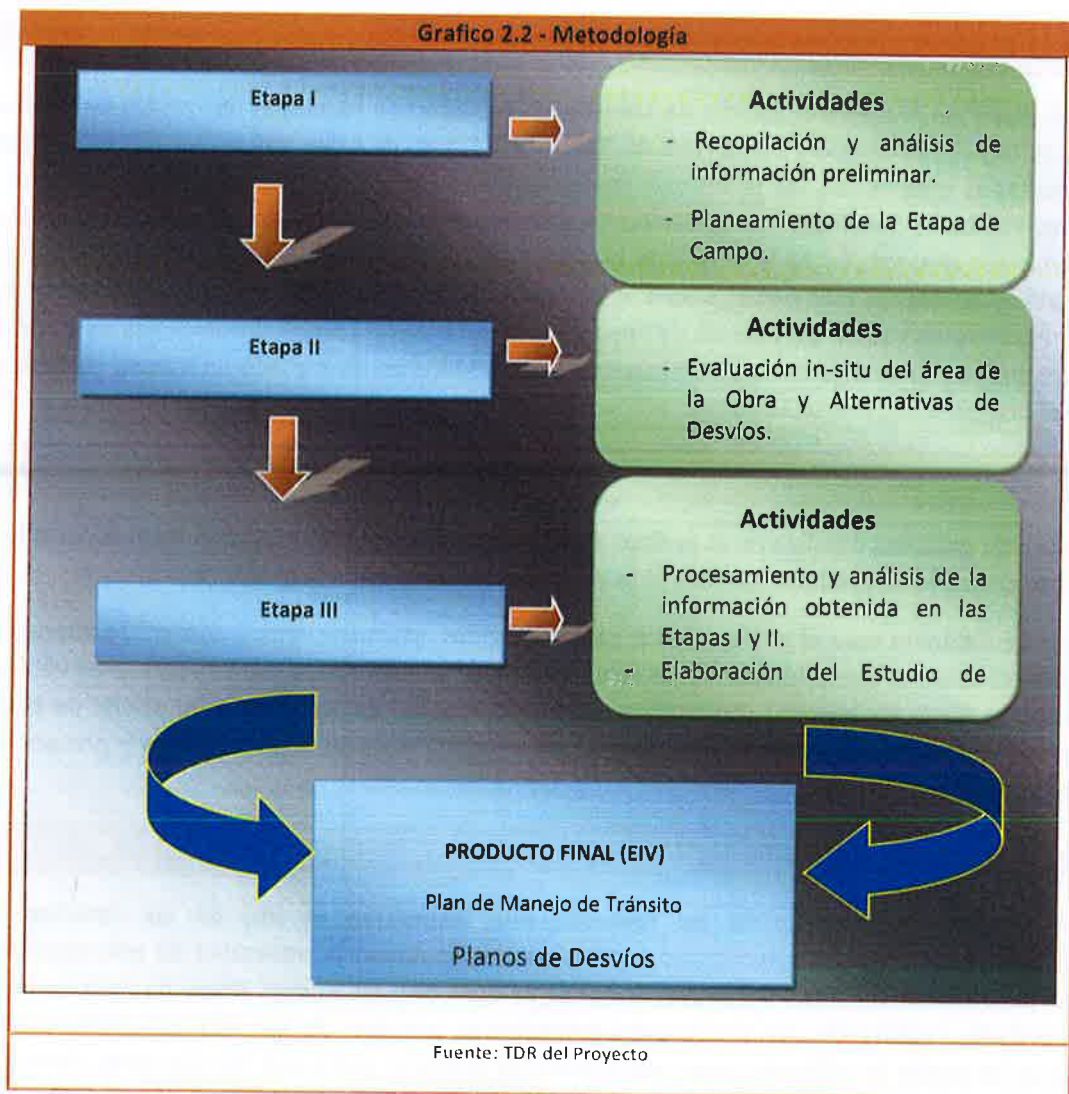 Grafico 2.2 - Metodología
Etapa I
Actividades
- Recopilación y análisis de
información preliminar.
- Planeamiento de la Etapa de
Campo.
Etapa II
Actividades
- Evaluación in-situ del área de
la Obra y Alternativas de
Desvíos.
Etapa III
Actividades
- Procesamiento y análisis de la
información obtenida en las
Etapas I y II.
- Elaboración del Estudio de
PRODUCTO FINAL (EIV)
Plan de Manejo de Tránsito
Planos de Desvíos
Fuente: TDR del Proyecto